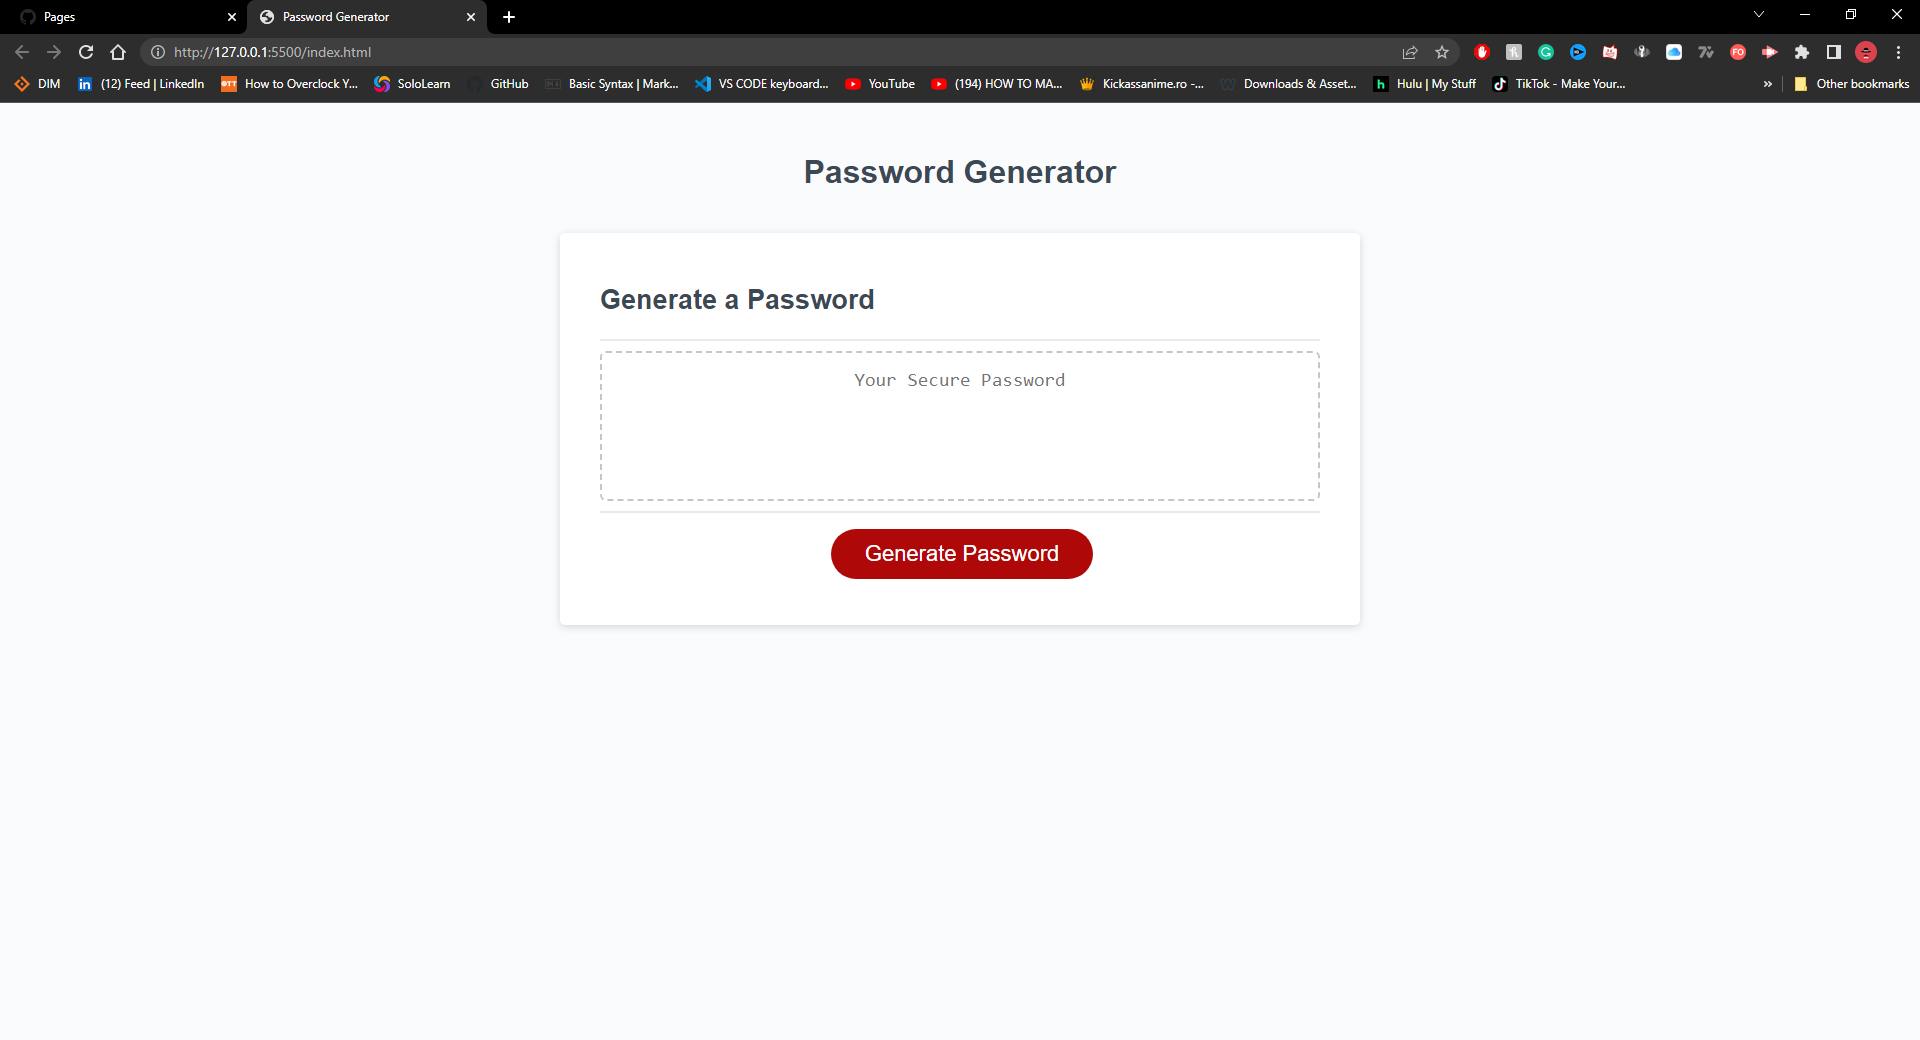 Pages
Password Generator
http://127.0.0.1:5500/index.html
DIM
(12) Feed | LinkedIn
How to Overclock Y...
SoloLearn
GitHub
Basic Syntax | Mark...
VS CODE keyboard...
YouTube
(194) HOW TO MA...
Kickassanime.ro -...
Downloads & Asset...
Hulu | My Stuff
TikTok - Make Your...
»
Other bookmarks
Password Generator
Generate a Password
Your Secure Password
Generate Password